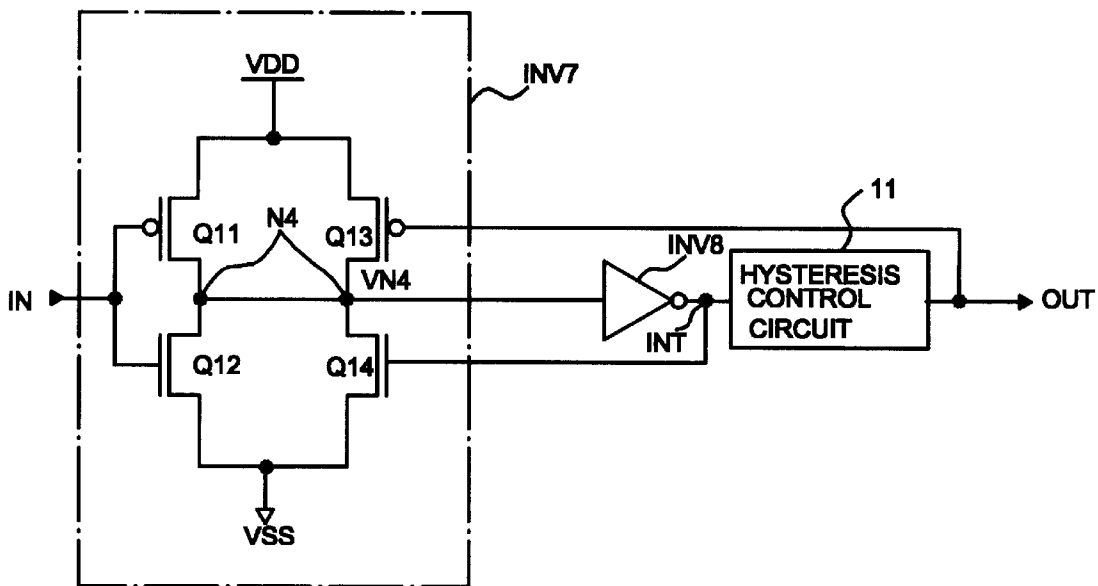 VDD
INV7
11
N4
Q11
Q13
INV8
VN4
HYSTERESIS
CONTROL
CIRCUIT
IN
OUT
INT
Q12
Q14
VSS